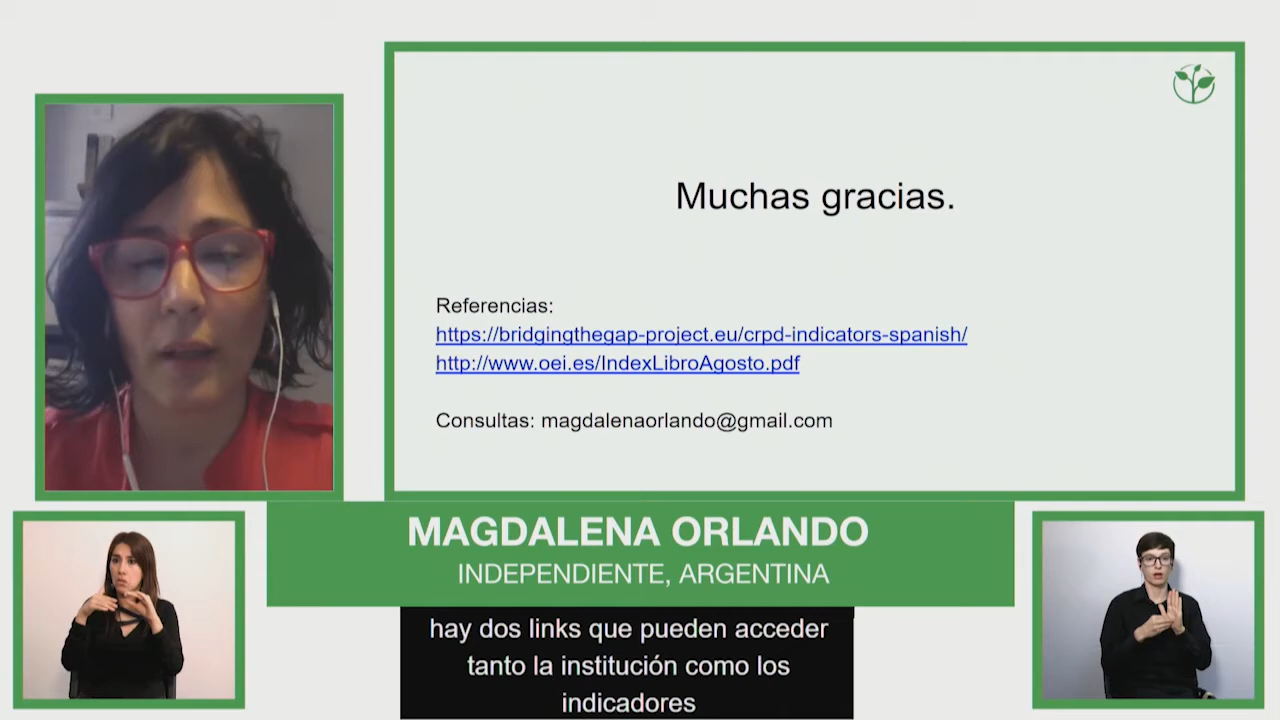 Muchas gracias.
Referencias:
https://bridgingthegap-project.eu/crpd-indicators-spanish/
http://www.oei.es/IndexLibroAgosto.pdf
Consultas: magdalenaorlando@gmail.com
MAGDALENA ORLANDO
INDEPENDIENTE, ARGENTINA
hay dos links que pueden acceder
tanto la institución como los
indicadores